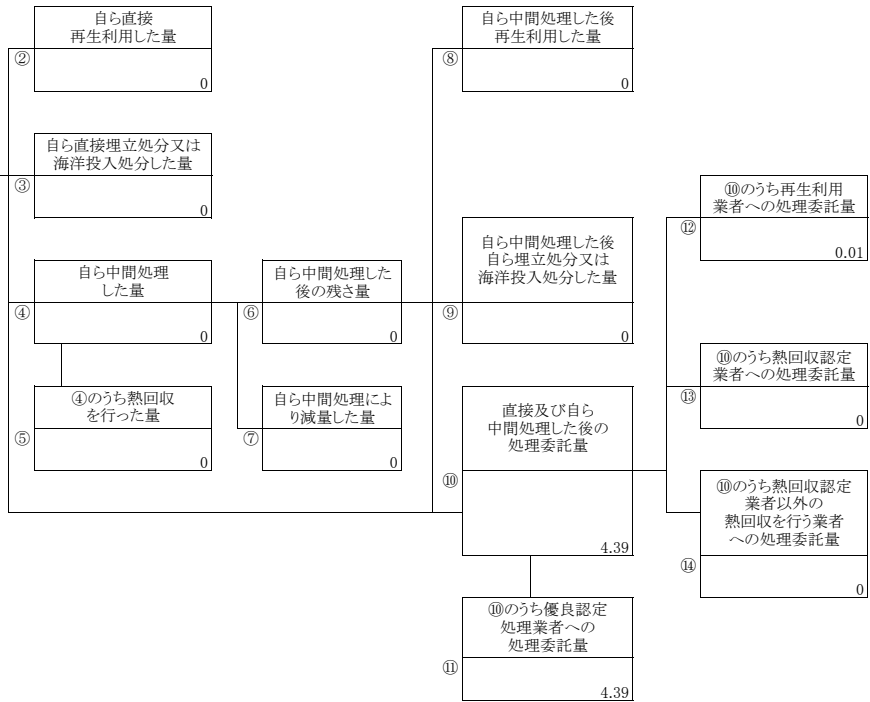 自ら直接
再生利用した量
②
0
自ら直接埋立処分又は
海洋投入処分した量
③
0
自ら中間処理
した量
④
0
④のうち熱回収
を行った量
⑤
0
自ら中間処理した
後の残さ量
⑥
0
自ら中間処理によ
り減量した量
⑦
0
自ら中間処理した後
再生利用した量
⑧
0
自ら中間処理した後
自ら埋立処分又は
海洋投入処分した量
⑨
0
直接及び自ら
中間処理した後の
処理委託量
⑩
4.39
⑩のうち優良認定
処理業者への
処理委託量
⑪
4.39
⑩のうち再生利用
業者への処理委託量
⑫
0.01
⑩のうち熱回収認定
業者への処理委託量
⑬
0
⑩のうち熱回収認定
業者以外の
熱回収を行う業者
への処理委託量
⑭
0